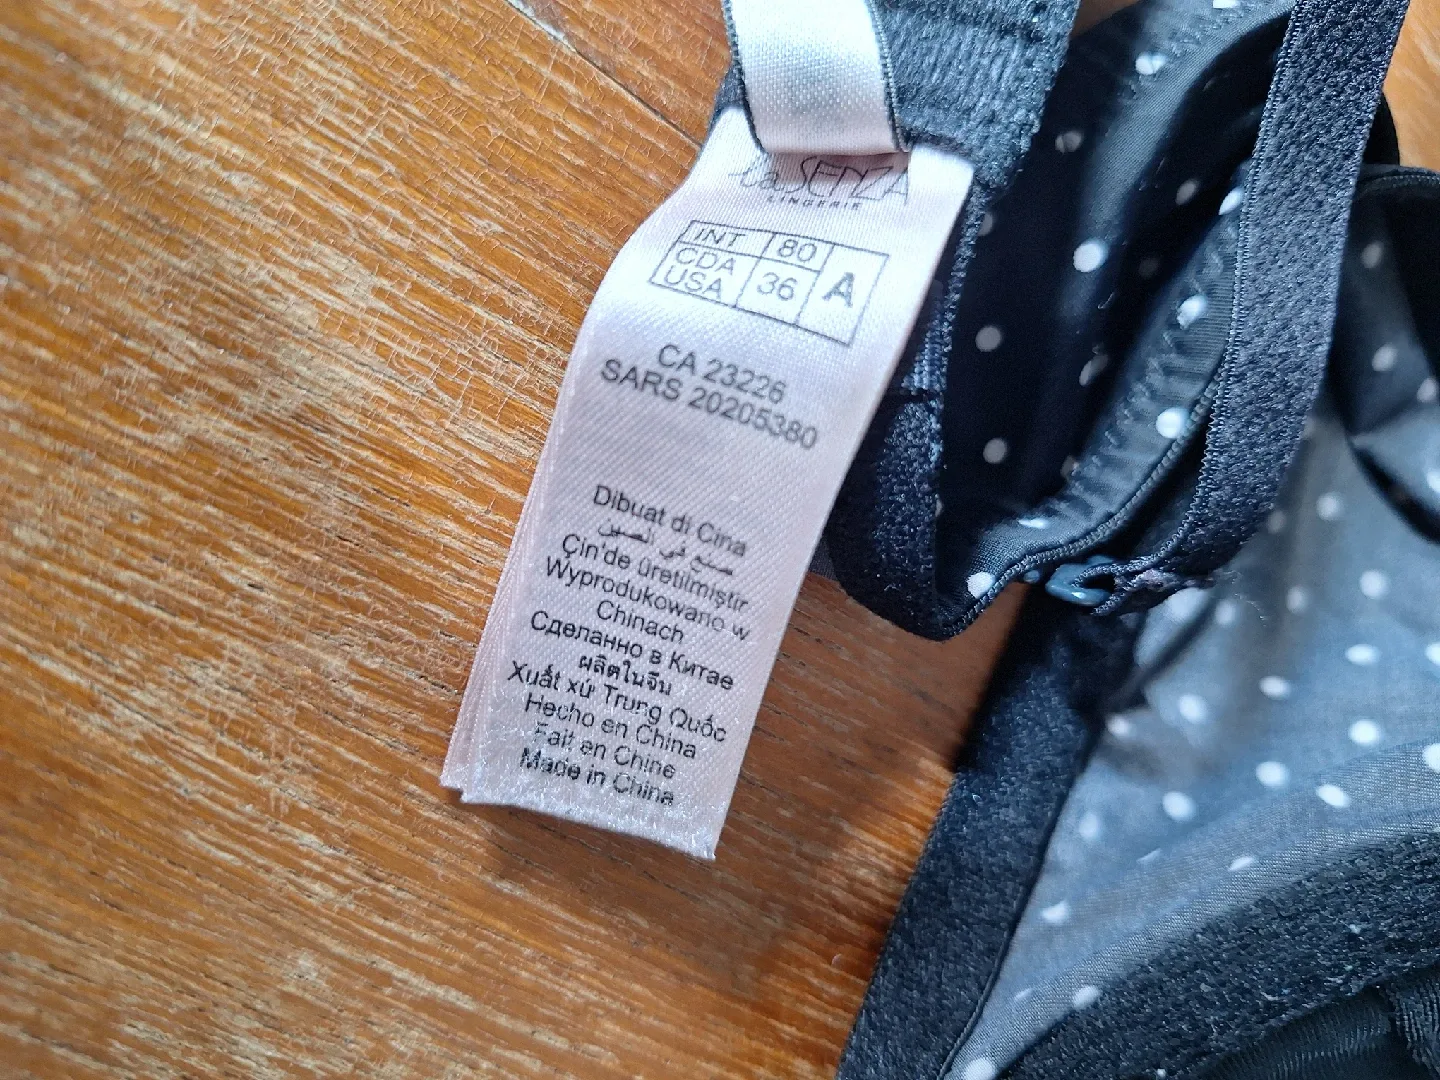 La SENZA
LINGERIE
INT 80 A
CDA USA 36
CA 23226
SARS 20205380
Dibuat di Cina
صنع في الصين
Çin'de üretilmiştir
Wyprodukowano w
Chinach
Сделанно в Китае
ผลิตในจีน
Xuất xứ Trung Quốc
Hecho en China
Fait en Chine
Made in China